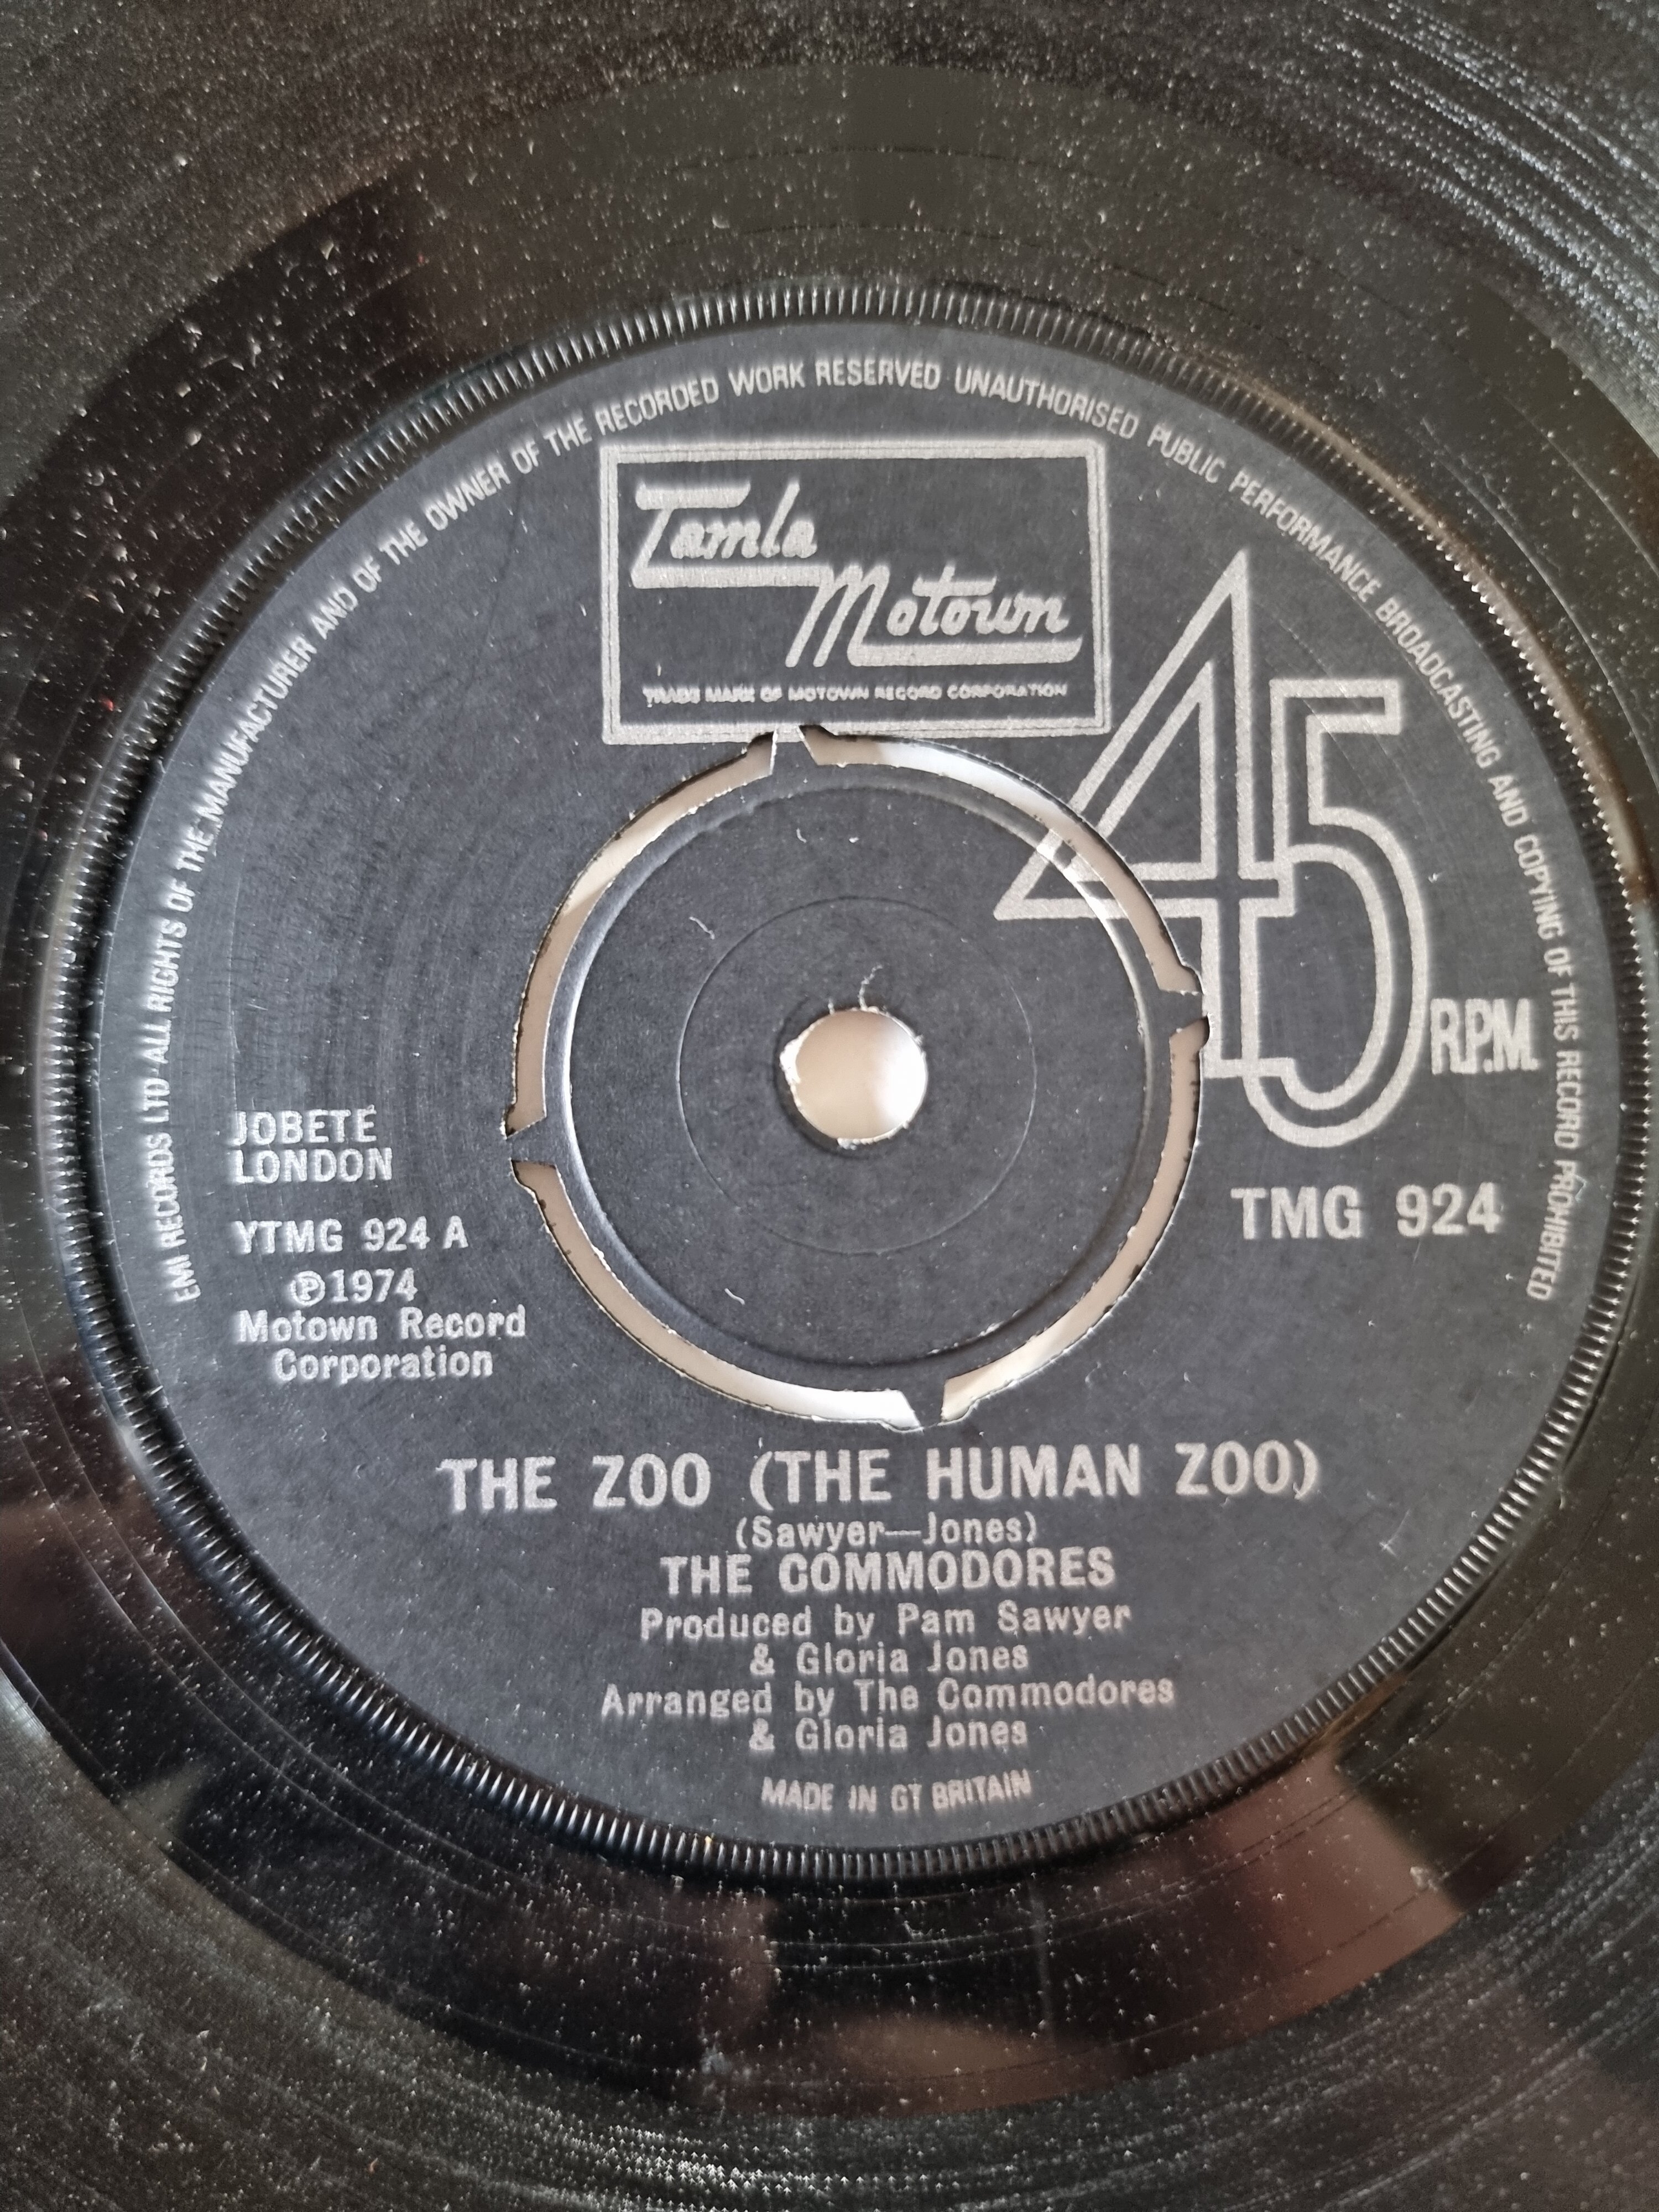 EMI RECORDS LTD ALL RIGHTS OF THE MANUFACTURER AND OF THE OWNER OF THE RECORDED WORK RESERVED UNAUTHORISED PUBLIC PERFORMANCE BROADCASTING AND COPYING OF THIS RECORD PROHIBITED
Tamla
Motown
TRADE MARK OF MOTOWN RECORD CORPORATION
45
R.P.M.
JOBETE
LONDON
YTMG 924 A
℗1974
Motown Record
Corporation
TMG 924
THE ZOO (THE HUMAN ZOO)
(Sawyer—Jones)
THE COMMODORES
Produced by Pam Sawyer
& Gloria Jones
Arranged by The Commodores
& Gloria Jones
MADE IN GT BRITAIN